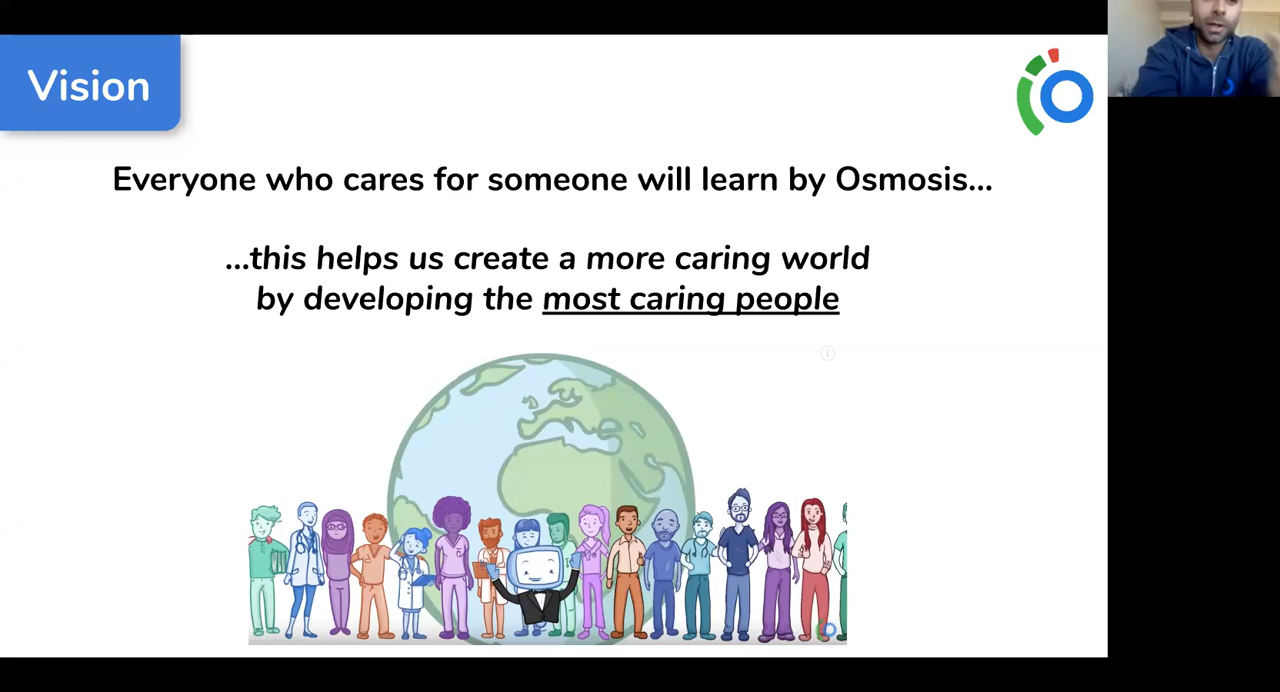 Vision
Everyone who cares for someone will learn by Osmosis...
...this helps us create a more caring world
by developing the most caring people